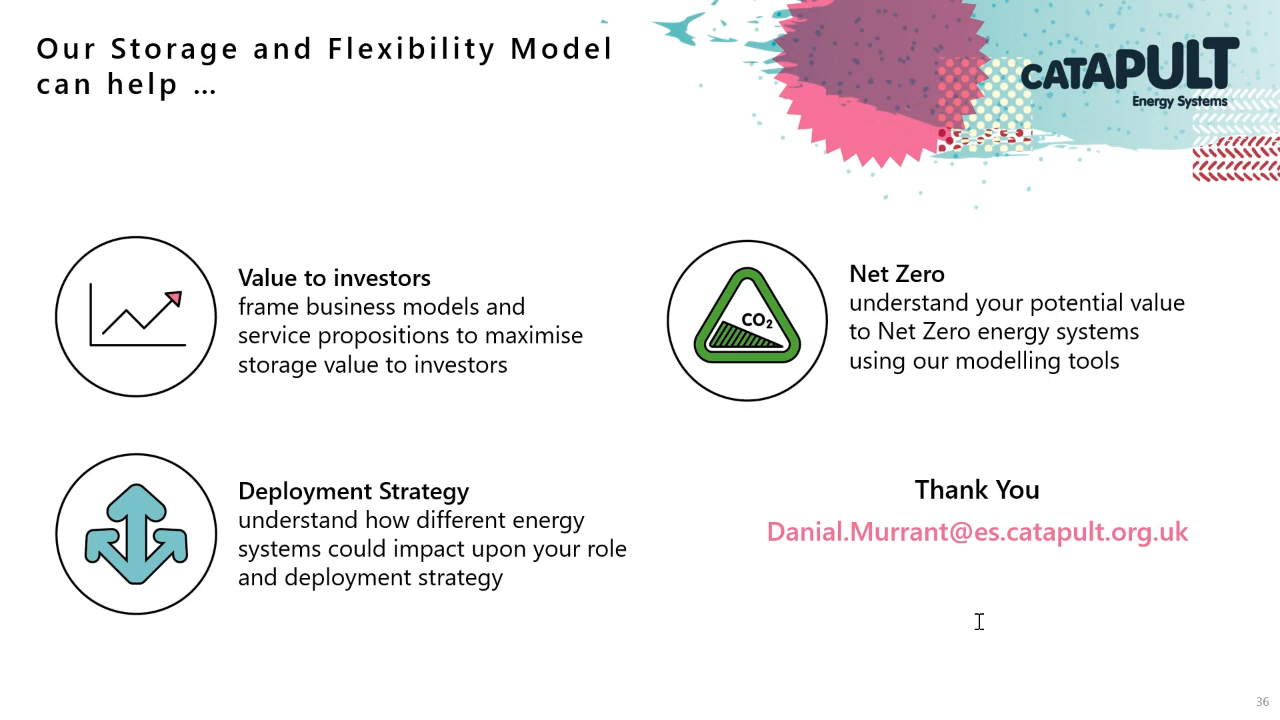 Our Storage and Flexibility Model
can help ...
CATAPULT
Energy Systems
Value to investors
frame business models and
service propositions to maximise
storage value to investors
CO₂
Net Zero
understand your potential value
to Net Zero energy systems
using our modelling tools
Deployment Strategy
understand how different energy
systems could impact upon your role
and deployment strategy
Thank You
Danial.Murrant@es.catapult.org.uk
36